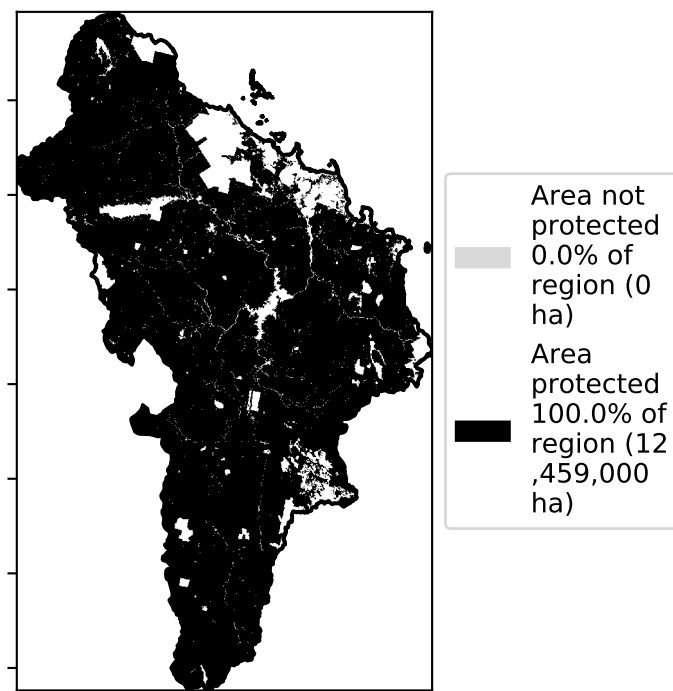 Area not
protected
0.0% of
region (0
ha)
Area
protected
100.0% of
region (12
,459,000
ha)